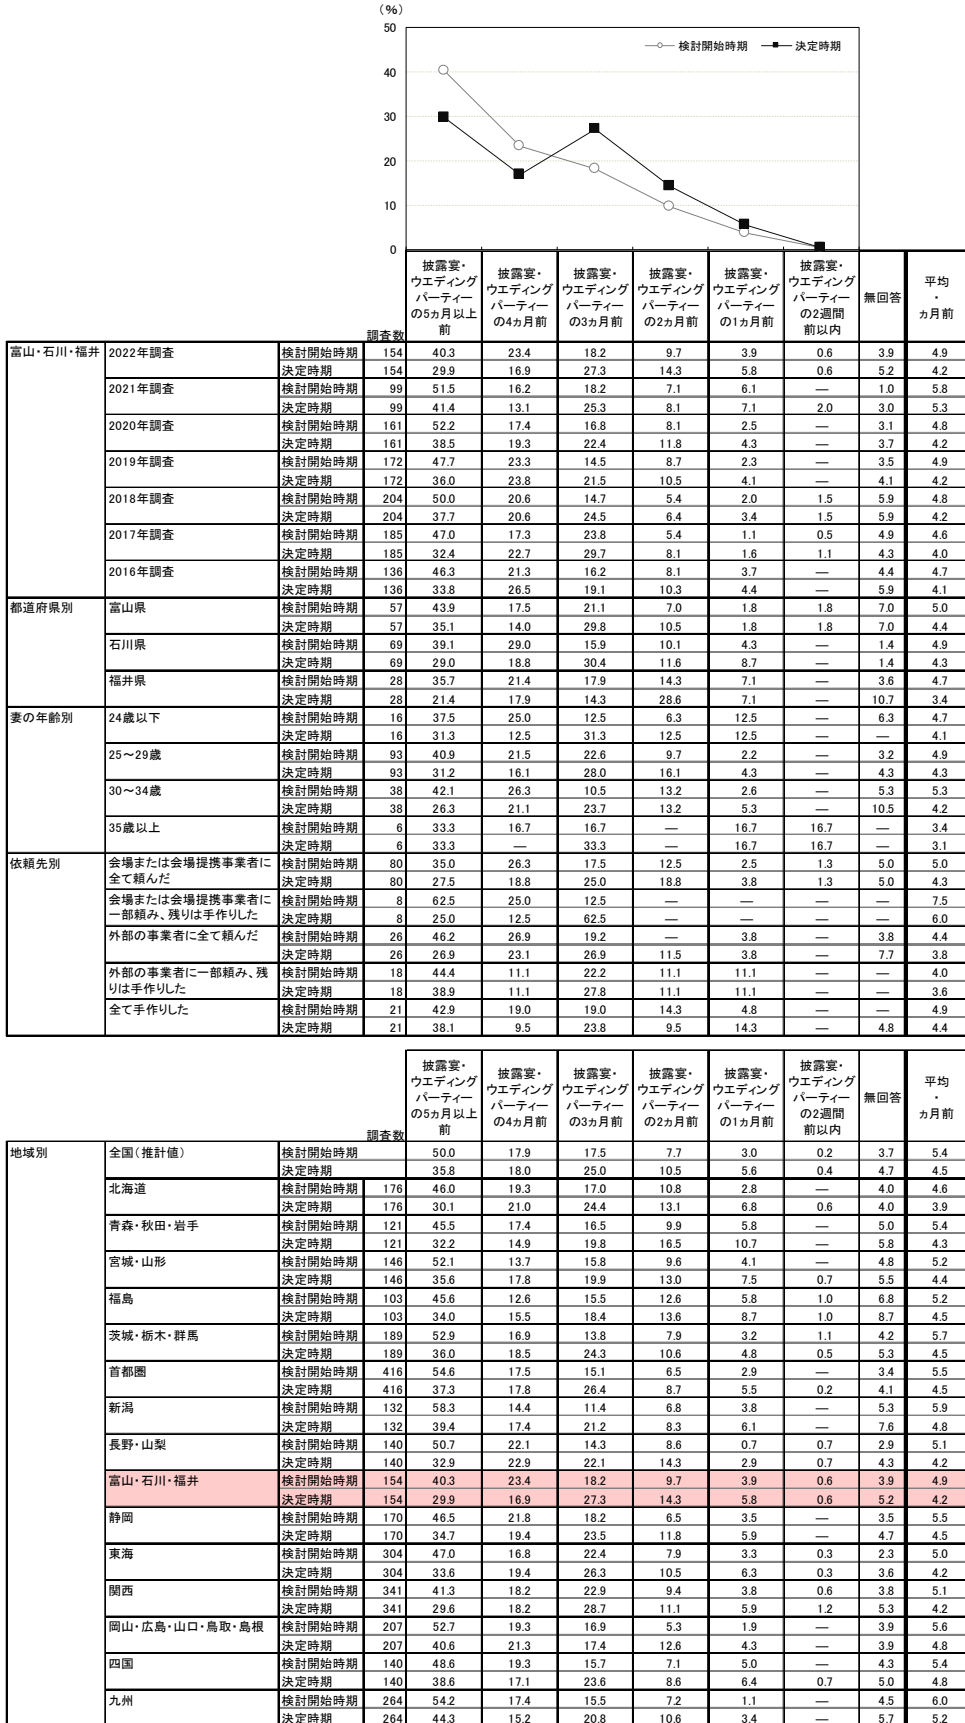 (％)
50
40
30
20
10
0
検討開始時期 決定時期
調査数 披露宴・ウエディングパーティーの5ヵ月以上前 披露宴・ウエディングパーティーの4ヵ月前 披露宴・ウエディングパーティーの3ヵ月前 披露宴・ウエディングパーティーの2ヵ月前 披露宴・ウエディングパーティーの1ヵ月前 披露宴・ウエディングパーティーの2週間前以内 無回答 平均・ヵ月前
富山・石川・福井 2022年調査 検討開始時期 154 40.3 23.4 18.2 9.7 3.9 0.6 3.9 4.9
決定時期 154 29.9 16.9 27.3 14.3 5.8 0.6 5.2 4.2
2021年調査 検討開始時期 99 51.5 16.2 18.2 7.1 6.1 ― 1.0 5.8
決定時期 99 41.4 13.1 25.3 8.1 7.1 2.0 3.0 5.3
2020年調査 検討開始時期 161 52.2 17.4 16.8 8.1 2.5 ― 3.1 4.8
決定時期 161 38.5 19.3 22.4 11.8 4.3 ― 3.7 4.2
2019年調査 検討開始時期 172 47.7 23.3 14.5 8.7 2.3 ― 3.5 4.9
決定時期 172 36.0 23.8 21.5 10.5 4.1 ― 4.1 4.2
2018年調査 検討開始時期 204 50.0 20.6 14.7 5.4 2.0 1.5 5.9 4.8
決定時期 204 37.7 20.6 24.5 6.4 3.4 1.5 5.9 4.2
2017年調査 検討開始時期 185 47.0 17.3 23.8 5.4 1.1 0.5 4.9 4.6
決定時期 185 32.4 22.7 29.7 8.1 1.6 1.1 4.3 4.0
2016年調査 検討開始時期 136 46.3 21.3 16.2 8.1 3.7 ― 4.4 4.7
決定時期 136 33.8 26.5 19.1 10.3 4.4 ― 5.9 4.1
都道府県別 富山県 検討開始時期 57 43.9 17.5 21.1 7.0 1.8 1.8 7.0 5.0
決定時期 57 35.1 14.0 29.8 10.5 1.8 1.8 7.0 4.4
石川県 検討開始時期 69 39.1 29.0 15.9 10.1 4.3 ― 1.4 4.9
決定時期 69 29.0 18.8 30.4 11.6 8.7 ― 1.4 4.3
福井県 検討開始時期 28 35.7 21.4 17.9 14.3 7.1 ― 3.6 4.7
決定時期 28 21.4 17.9 14.3 28.6 7.1 ― 10.7 3.4
妻の年齢別 24歳以下 検討開始時期 16 37.5 25.0 12.5 6.3 12.5 ― 6.3 4.7
決定時期 16 31.3 12.5 31.3 12.5 12.5 ― ― 4.1
25～29歳 検討開始時期 93 40.9 21.5 22.6 9.7 2.2 ― 3.2 4.9
決定時期 93 31.2 16.1 28.0 16.1 4.3 ― 4.3 4.3
30～34歳 検討開始時期 38 42.1 26.3 10.5 13.2 2.6 ― 5.3 5.3
決定時期 38 26.3 21.1 23.7 13.2 5.3 ― 10.5 4.2
35歳以上 検討開始時期 6 33.3 16.7 16.7 ― 16.7 16.7 ― 3.4
決定時期 6 33.3 ― 33.3 ― 16.7 16.7 ― 3.1
依頼先別 会場または会場提携事業者に全て頼んだ 検討開始時期 80 35.0 26.3 17.5 12.5 2.5 1.3 5.0 5.0
決定時期 80 27.5 18.8 25.0 18.8 3.8 1.3 5.0 4.3
会場または会場提携事業者に一部頼み、残りは手作りした 検討開始時期 8 62.5 25.0 12.5 ― ― ― ― 7.5
決定時期 8 25.0 12.5 62.5 ― ― ― ― 6.0
外部の事業者に全て頼んだ 検討開始時期 26 46.2 26.9 19.2 ― 3.8 ― 3.8 4.4
決定時期 26 26.9 23.1 26.9 11.5 3.8 ― 7.7 3.8
外部の事業者に一部頼み、残りは手作りした 検討開始時期 18 44.4 11.1 22.2 11.1 11.1 ― ― 4.0
決定時期 18 38.9 11.1 27.8 11.1 11.1 ― ― 3.6
全て手作りした 検討開始時期 21 42.9 19.0 19.0 14.3 4.8 ― ― 4.9
決定時期 21 38.1 9.5 23.8 9.5 14.3 ― 4.8 4.4
調査数 披露宴・ウエディングパーティーの5ヵ月以上前 披露宴・ウエディングパーティーの4ヵ月前 披露宴・ウエディングパーティーの3ヵ月前 披露宴・ウエディングパーティーの2ヵ月前 披露宴・ウエディングパーティーの1ヵ月前 披露宴・ウエディングパーティーの2週間前以内 無回答 平均・ヵ月前
地域別 全国(推計値) 検討開始時期 50.0 17.9 17.5 7.7 3.0 0.2 3.7 5.4
決定時期 35.8 18.0 25.0 10.5 5.6 0.4 4.7 4.5
北海道 検討開始時期 176 46.0 19.3 17.0 10.8 2.8 ― 4.0 4.6
決定時期 176 30.1 21.0 24.4 13.1 6.8 0.6 4.0 3.9
青森・秋田・岩手 検討開始時期 121 45.5 17.4 16.5 9.9 5.8 ― 5.0 5.4
決定時期 121 32.2 14.9 19.8 16.5 10.7 ― 5.8 4.3
宮城・山形 検討開始時期 146 52.1 13.7 15.8 9.6 4.1 ― 4.8 5.2
決定時期 146 35.6 17.8 19.9 13.0 7.5 0.7 5.5 4.4
福島 検討開始時期 103 45.6 12.6 15.5 12.6 5.8 1.0 6.8 5.2
決定時期 103 34.0 15.5 18.4 13.6 8.7 1.0 8.7 4.5
茨城・栃木・群馬 検討開始時期 189 52.9 16.9 13.8 7.9 3.2 1.1 4.2 5.7
決定時期 189 36.0 18.5 24.3 10.6 4.8 0.5 5.3 4.5
首都圏 検討開始時期 416 54.6 17.5 15.1 6.5 2.9 ― 3.4 5.5
決定時期 416 37.3 17.8 26.4 8.7 5.5 0.2 4.1 4.5
新潟 検討開始時期 132 58.3 14.4 11.4 6.8 3.8 ― 5.3 5.9
決定時期 132 39.4 17.4 21.2 8.3 6.1 ― 7.6 4.8
長野・山梨 検討開始時期 140 50.7 22.1 14.3 8.6 0.7 0.7 2.9 5.1
決定時期 140 32.9 22.9 22.1 14.3 2.9 0.7 4.3 4.2
富山・石川・福井 検討開始時期 154 40.3 23.4 18.2 9.7 3.9 0.6 3.9 4.9
決定時期 154 29.9 16.9 27.3 14.3 5.8 0.6 5.2 4.2
静岡 検討開始時期 170 46.5 21.8 18.2 6.5 3.5 ― 3.5 5.5
決定時期 170 34.7 19.4 23.5 11.8 5.9 ― 4.7 4.5
東海 検討開始時期 304 47.0 16.8 22.4 7.9 3.3 0.3 2.3 5.0
決定時期 304 33.6 19.4 26.3 10.5 6.3 0.3 3.6 4.2
関西 検討開始時期 341 41.3 18.2 22.9 9.4 3.8 0.6 3.8 5.1
決定時期 341 29.6 18.2 28.7 11.1 5.9 1.2 5.3 4.2
岡山・広島・山口・鳥取・島根 検討開始時期 207 52.7 19.3 16.9 5.3 1.9 ― 3.9 5.6
決定時期 207 40.6 21.3 17.4 12.6 4.3 ― 3.9 4.8
四国 検討開始時期 140 48.6 19.3 15.7 7.1 5.0 ― 4.3 5.4
決定時期 140 38.6 17.1 23.6 8.6 6.4 0.7 5.0 4.8
九州 検討開始時期 264 54.2 17.4 15.5 7.2 1.1 ― 4.5 6.0
決定時期 264 44.3 15.2 20.8 10.6 3.4 ― 5.7 5.2